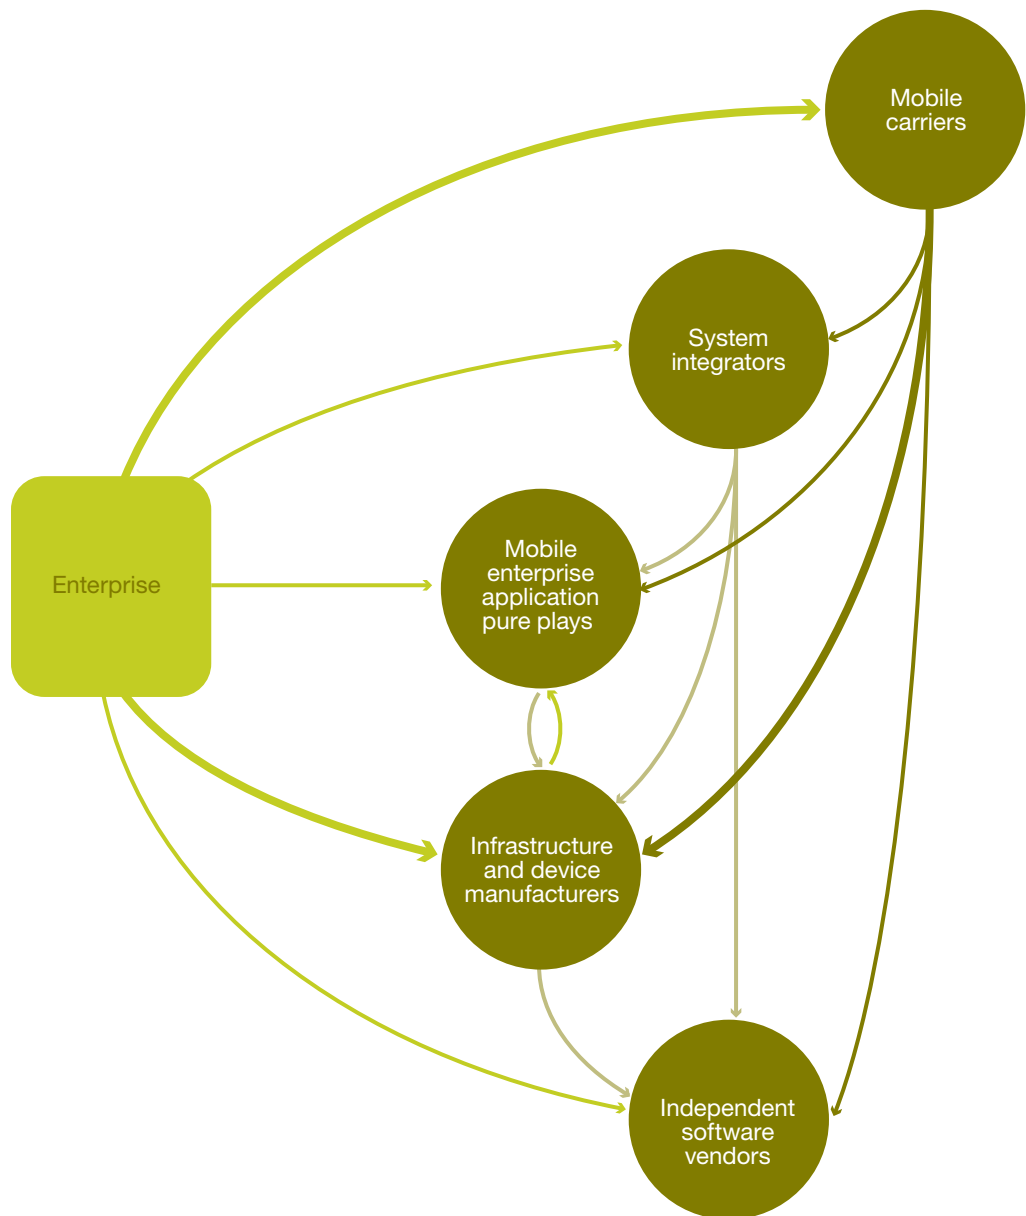 Mobile
carriers
System
integrators
Enterprise
Mobile
enterprise
application
pure plays
Infrastructure
and device
manufacturers
Independent
software
vendors